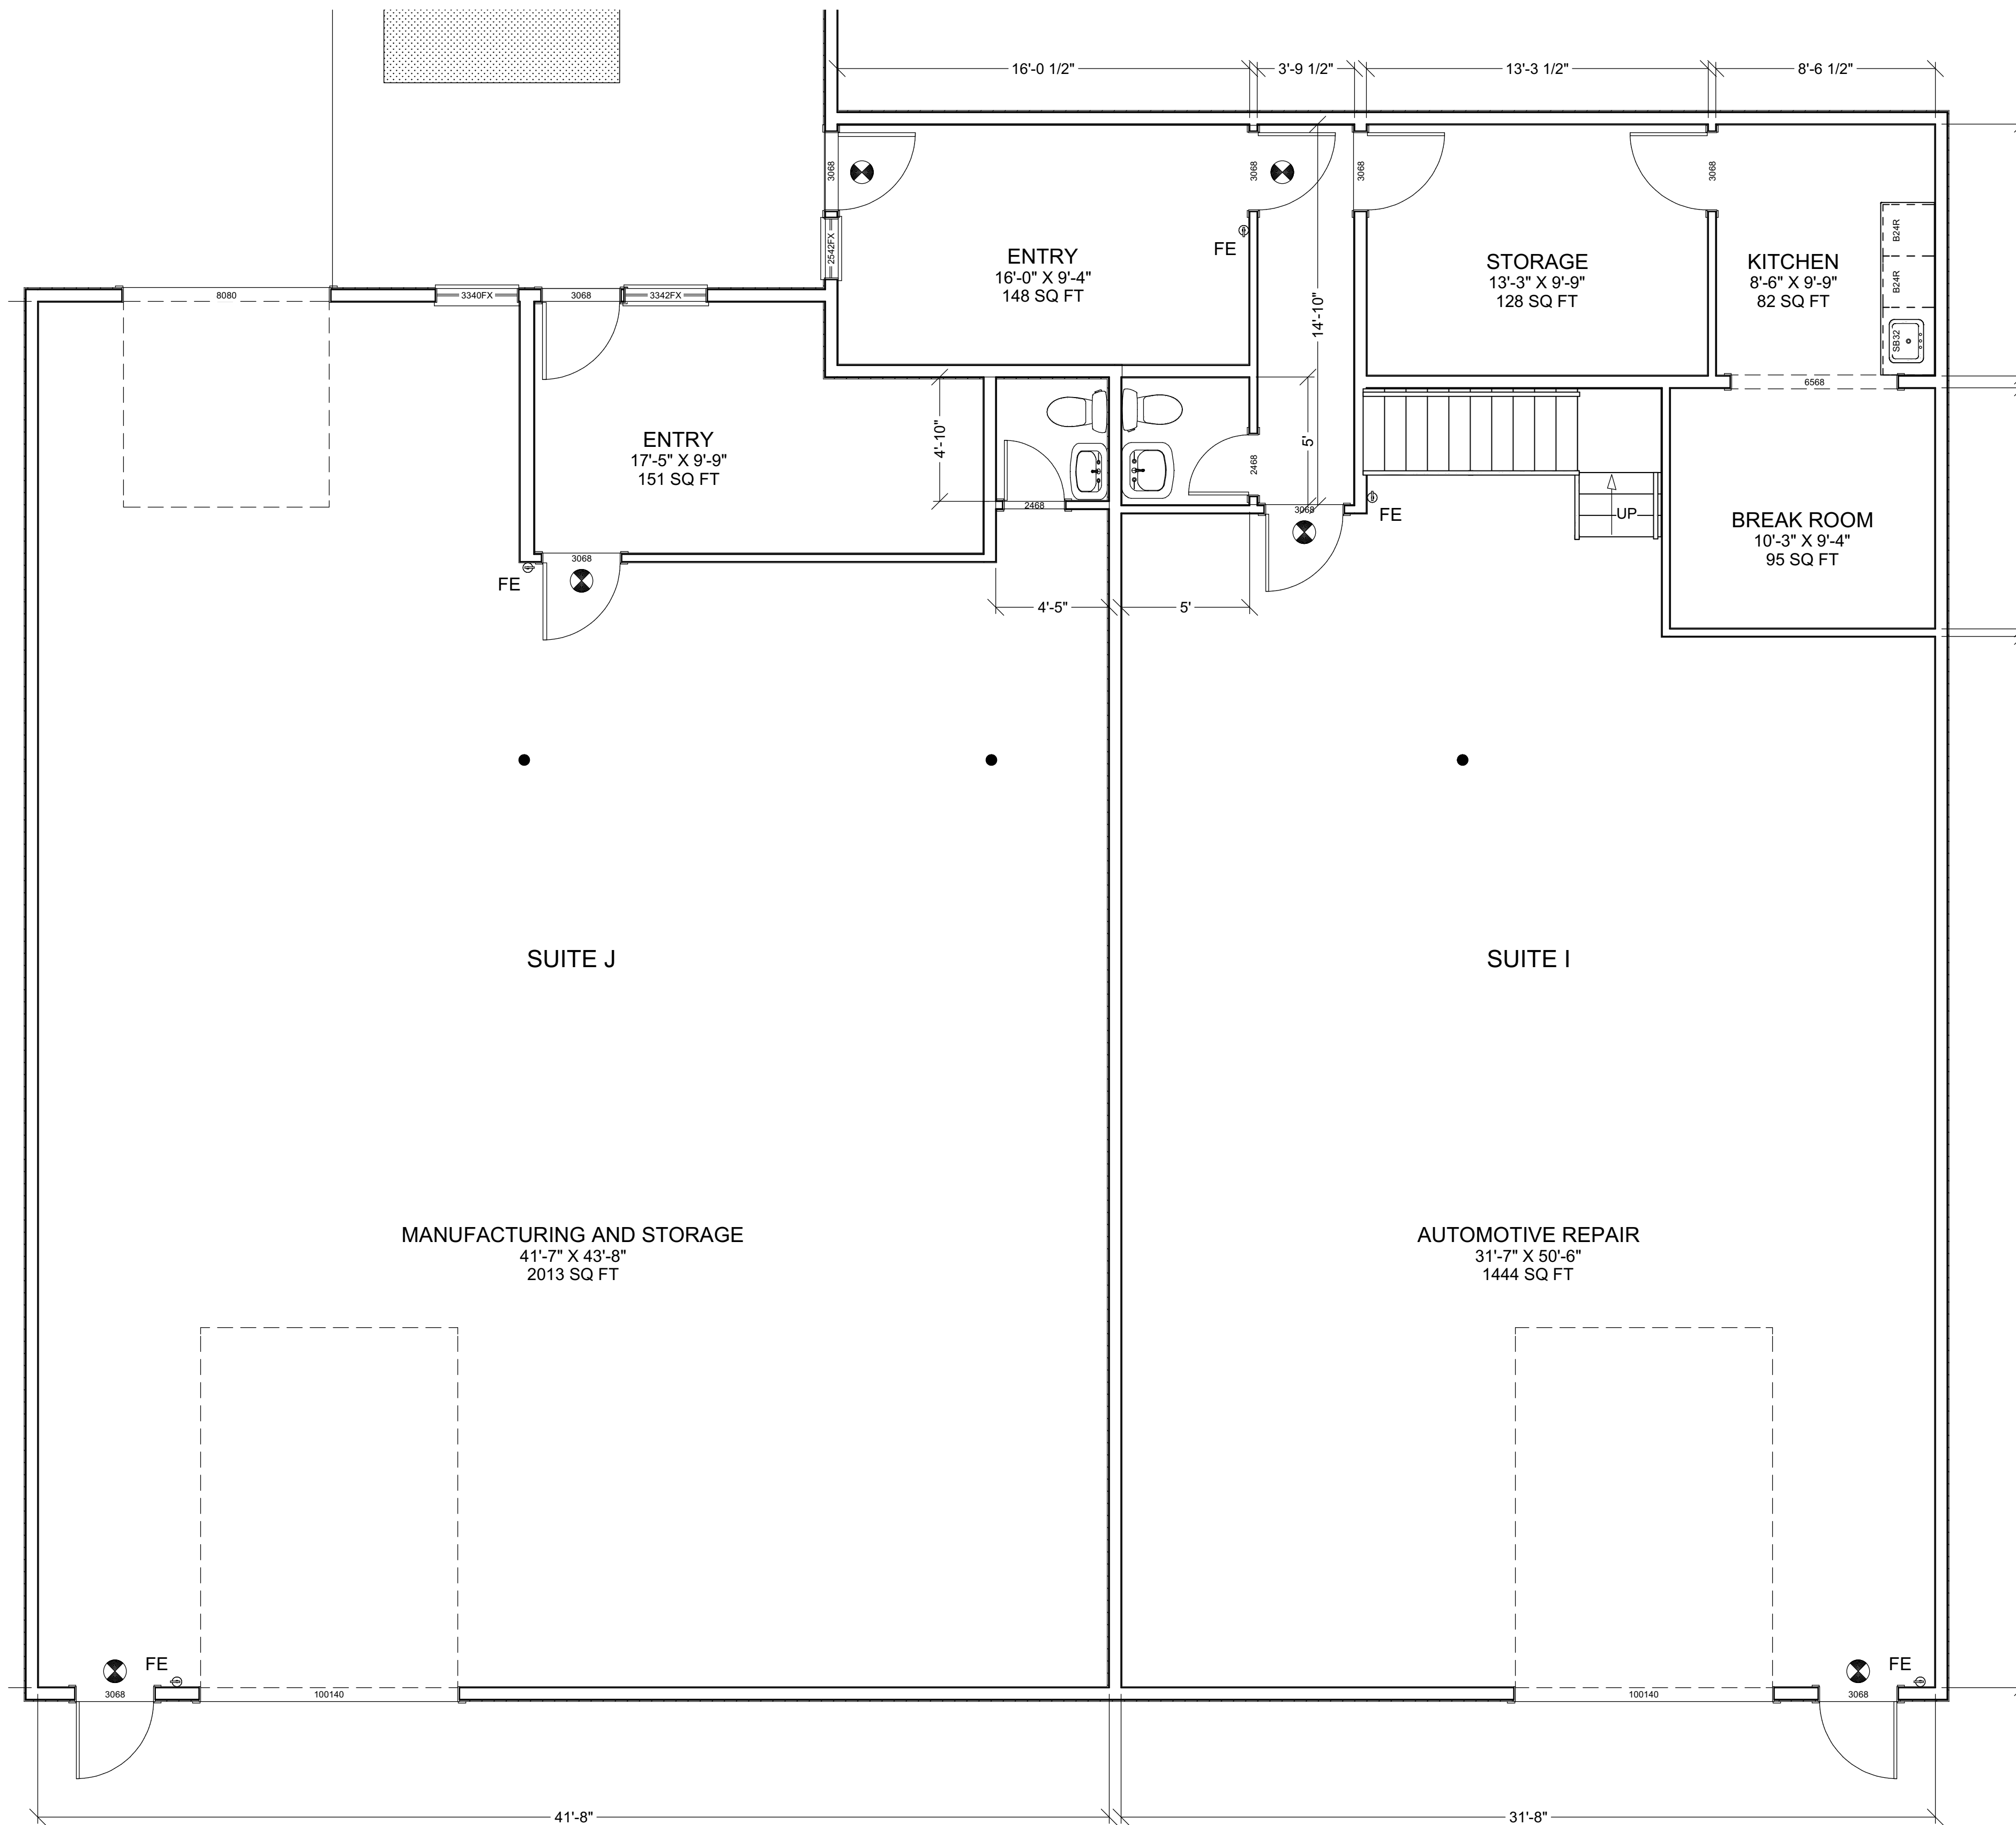 16'-0 1/2"
3'-9 1/2"
13'-3 1/2"
8'-6 1/2"
3068
3068
3068
3068
2542FX
FE
ENTRY
16'-0" X 9'-4"
148 SQ FT
14'-10"
STORAGE
13'-3" X 9'-9"
128 SQ FT
KITCHEN
8'-6" X 9'-9"
82 SQ FT
B24R
B24R
SB32
8080
3340FX
3068
3342FX
6568
ENTRY
17'-5" X 9'-9"
151 SQ FT
4'-10"
5'
2468
2468
3068
FE
UP
BREAK ROOM
10'-3" X 9'-4"
95 SQ FT
3068
FE
4'-5"
5'
SUITE J
SUITE I
MANUFACTURING AND STORAGE
41'-7" X 43'-8"
2013 SQ FT
AUTOMOTIVE REPAIR
31'-7" X 50'-6"
1444 SQ FT
FE
FE
3068
100140
100140
3068
41'-8"
31'-8"